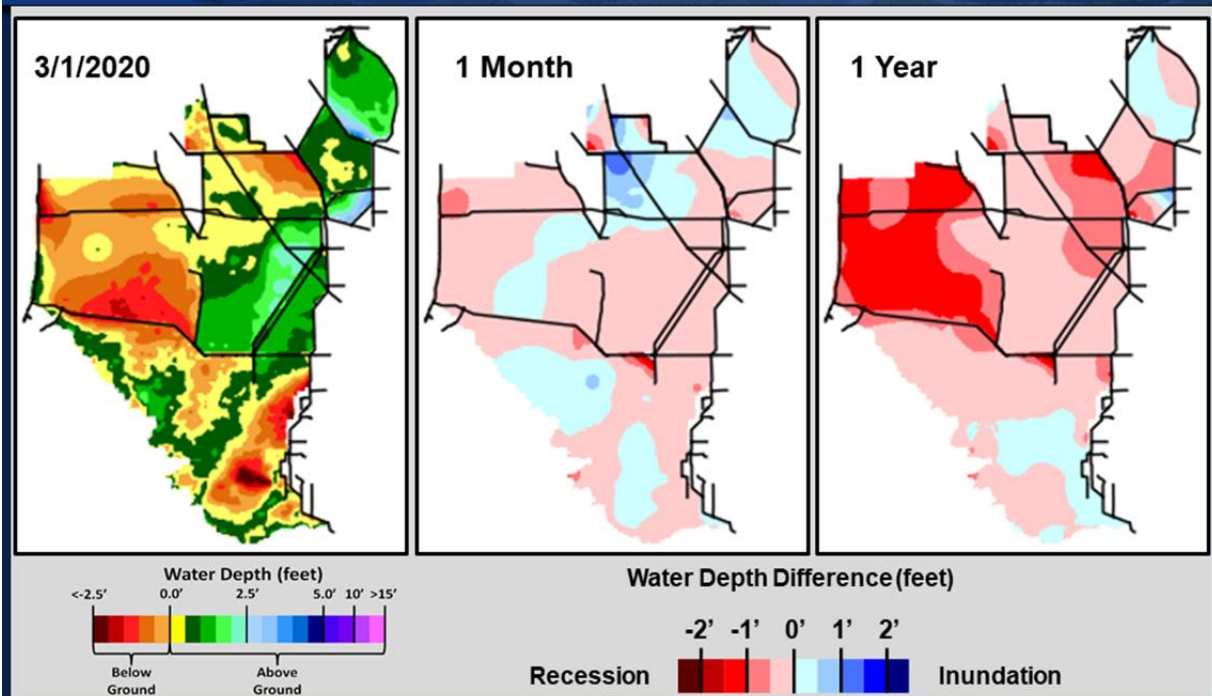 3/1/2020
1 Month
1 Year
Water Depth (feet)
<-2.5' 0.0' 2.5' 5.0' 10' >15'
Below
Ground
Above
Ground
Water Depth Difference (feet)
-2' -1' 0' 1' 2'
Recession
Inundation